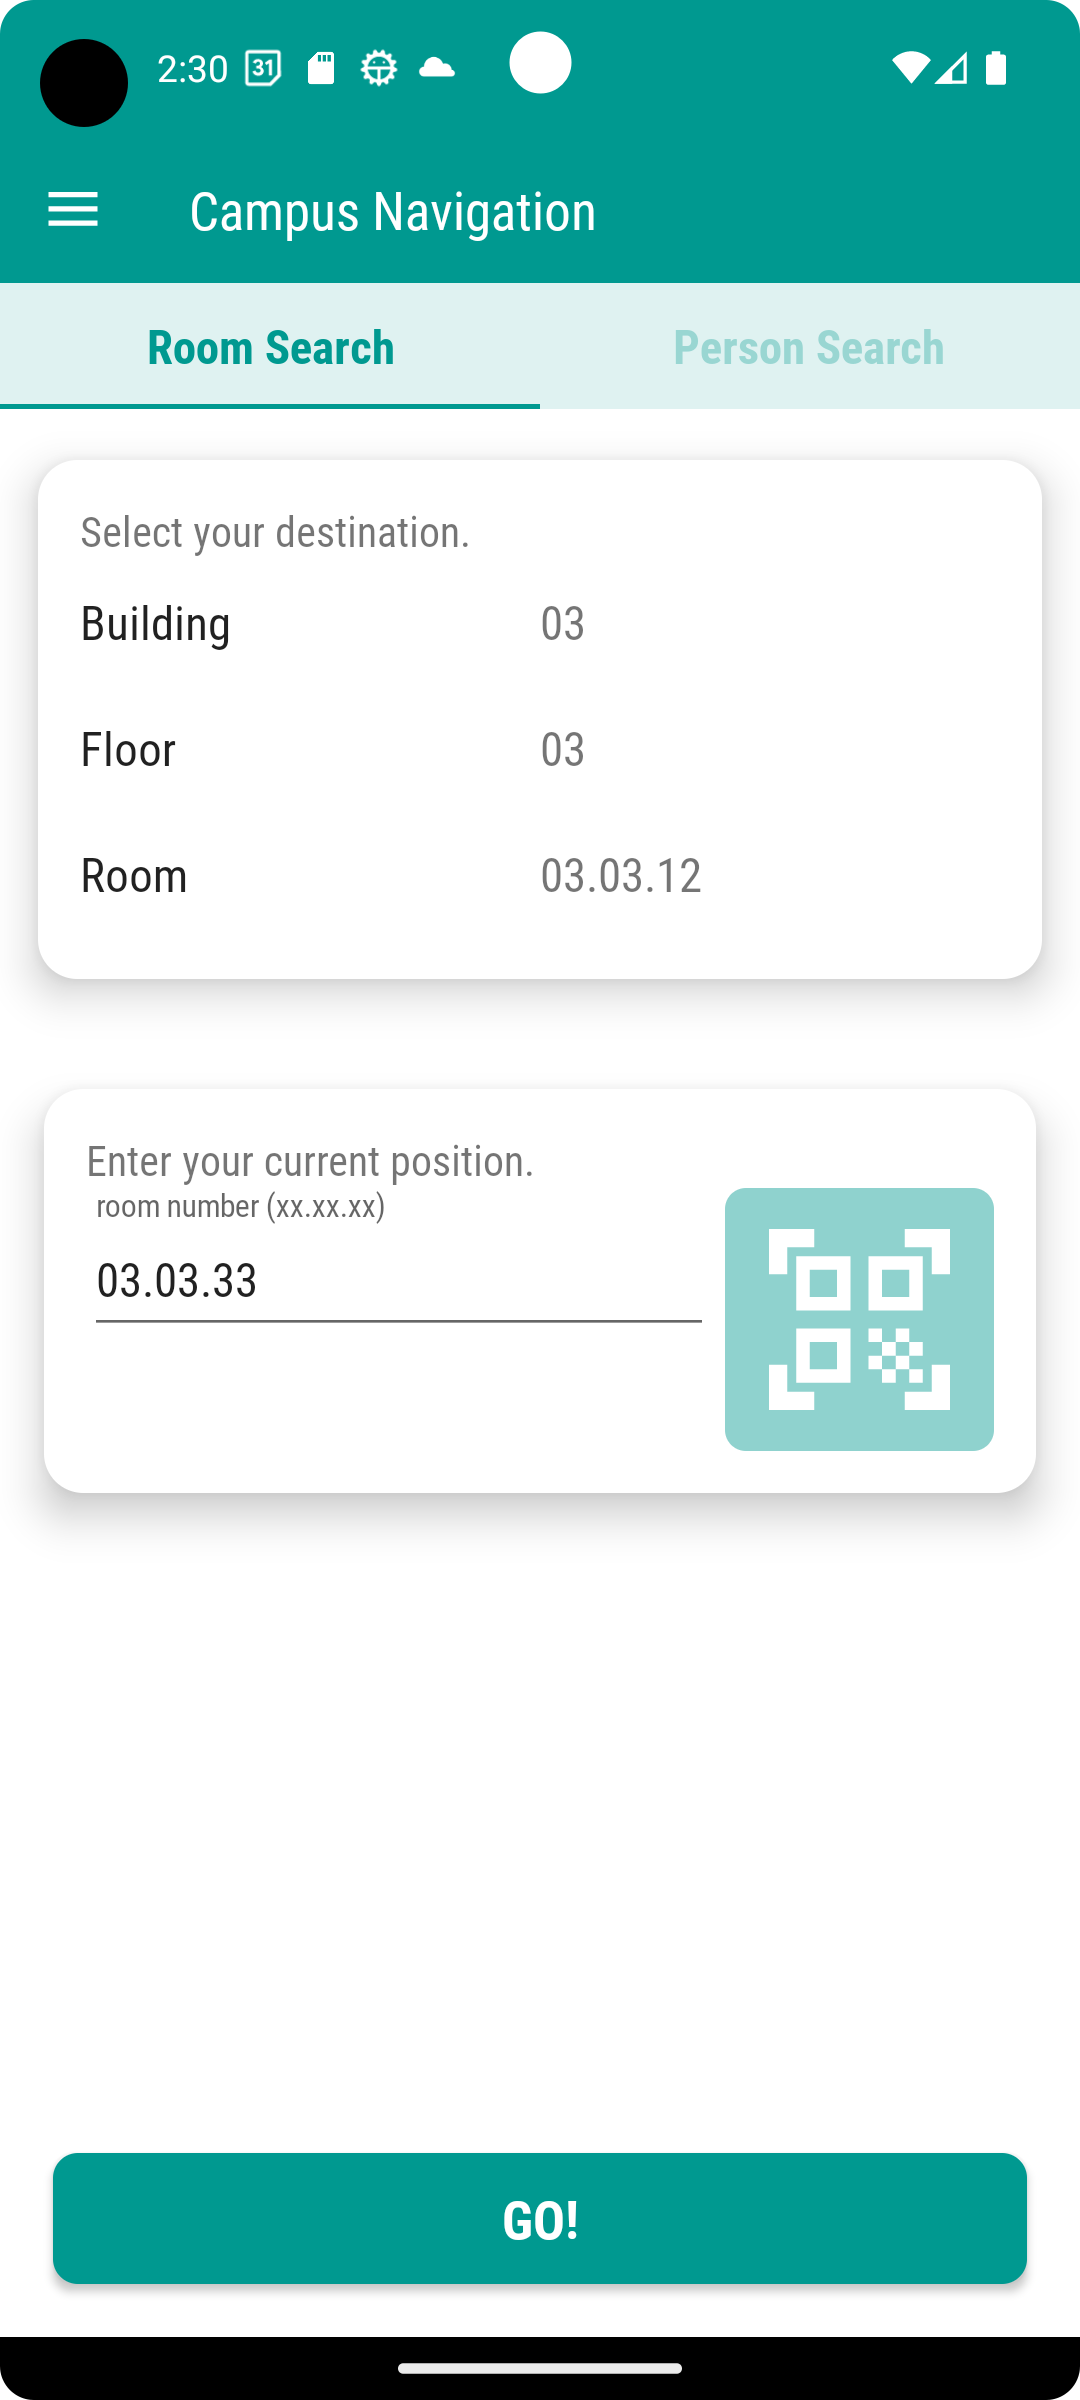 2:30
31
Campus Navigation
Room Search
Person Search
Select your destination.
Building
03
Floor
03
Room
03.03.12
Enter your current position.
room number (xx.xx.xx)
03.03.33
GO!